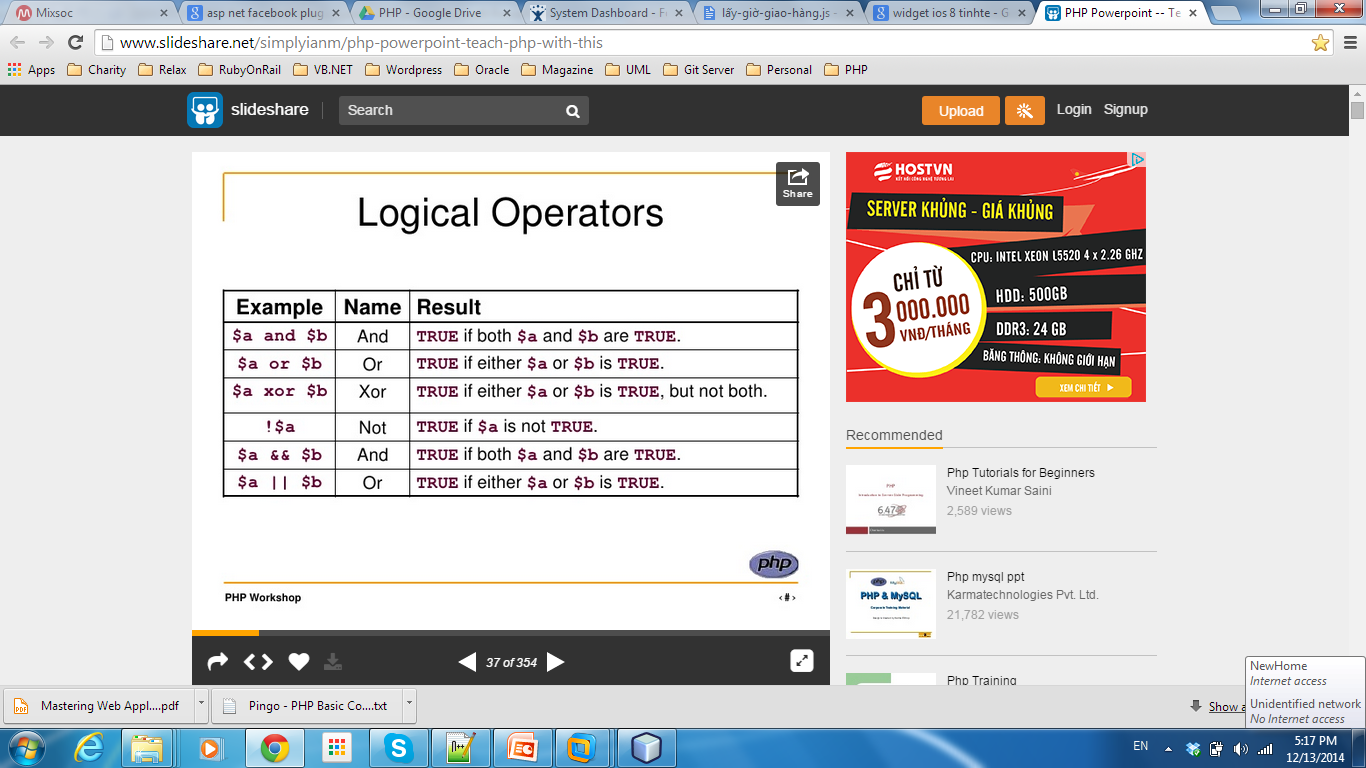 Mixsoc
asp net facebook plug
PHP - Google Drive
System Dashboard - F
lấy-giờ-giao-hàng.js -
widget ios 8 tinhte - G
PHP Powerpoint -- Te
www.slideshare.net/simplyianm/php-powerpoint-teach-php-with-this
Apps Charity Relax RubyOnRail VB.NET Wordpress Oracle Magazine UML Git Server Personal PHP
slideshare Search Upload Login Signup
Share
Logical Operators
Example Name Result
$a and $b And TRUE if both $a and $b are TRUE.
$a or $b Or TRUE if either $a or $b is TRUE.
$a xor $b Xor TRUE if either $a or $b is TRUE, but not both.
!$a Not TRUE if $a is not TRUE.
$a && $b And TRUE if both $a and $b are TRUE.
$a || $b Or TRUE if either $a or $b is TRUE.
php
PHP Workshop ‹#›
37 of 354
HOSTVN
KẾT NỐI CÔNG NGHỆ TƯƠNG LAI
SERVER KHỦNG - GIÁ KHỦNG
CPU: INTEL XEON L5520 4 x 2.26 GHZ
CHỈ TỪ
3 000.000
VNĐ/THÁNG
HDD: 500GB
DDR3: 24 GB
BĂNG THÔNG: KHÔNG GIỚI HẠN
XEM CHI TIẾT
Recommended
PHP
Php Tutorials for Beginners
Vineet Kumar Saini
2,589 views
PHP & MySQL
Php mysql ppt
Karmatechnologies Pvt. Ltd.
21,782 views
Php Training
NewHome
Internet access
Unidentified network
No Internet access
Mastering Web Appl....pdf
Pingo - PHP Basic Co....txt
Show a
EN
5:17 PM
12/13/2014